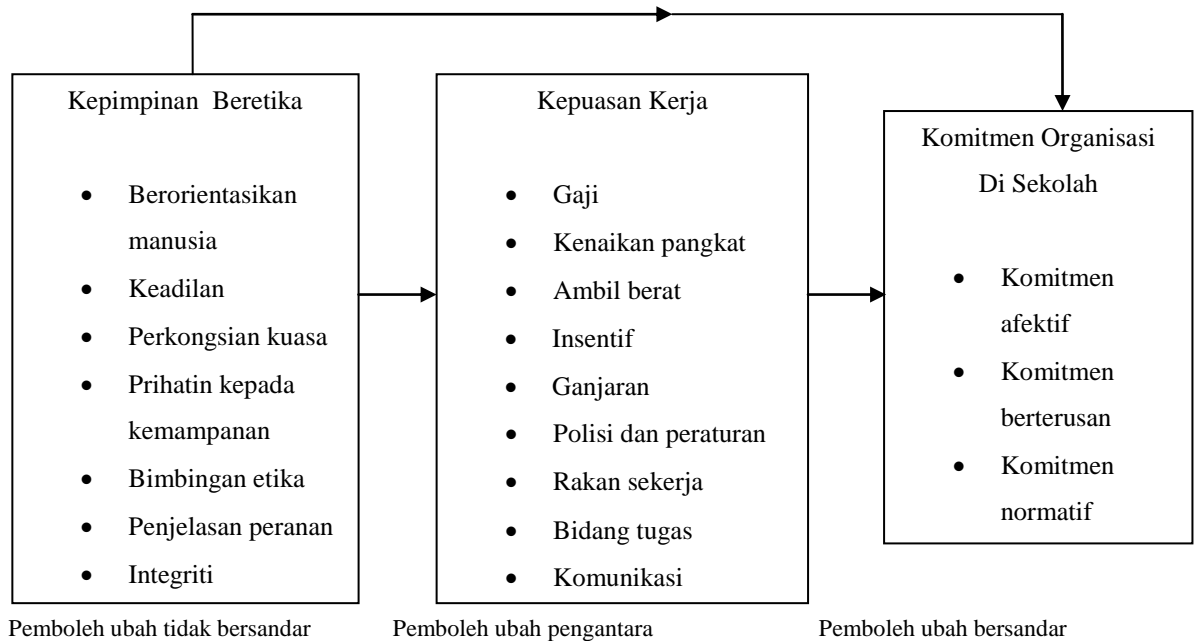 Kepimpinan Beretika
• Berorientasikan
manusia
• Keadilan
• Perkongsian kuasa
• Prihatin kepada
kemampanan
• Bimbingan etika
• Penjelasan peranan
• Integriti
Kepuasan Kerja
• Gaji
• Kenaikan pangkat
• Ambil berat
• Insentif
• Ganjaran
• Polisi dan peraturan
• Rakan sekerja
• Bidang tugas
• Komunikasi
Komitmen Organisasi
Di Sekolah
• Komitmen
afektif
• Komitmen
berterusan
• Komitmen
normatif
Pemboleh ubah tidak bersandar
Pemboleh ubah pengantara
Pemboleh ubah bersandar